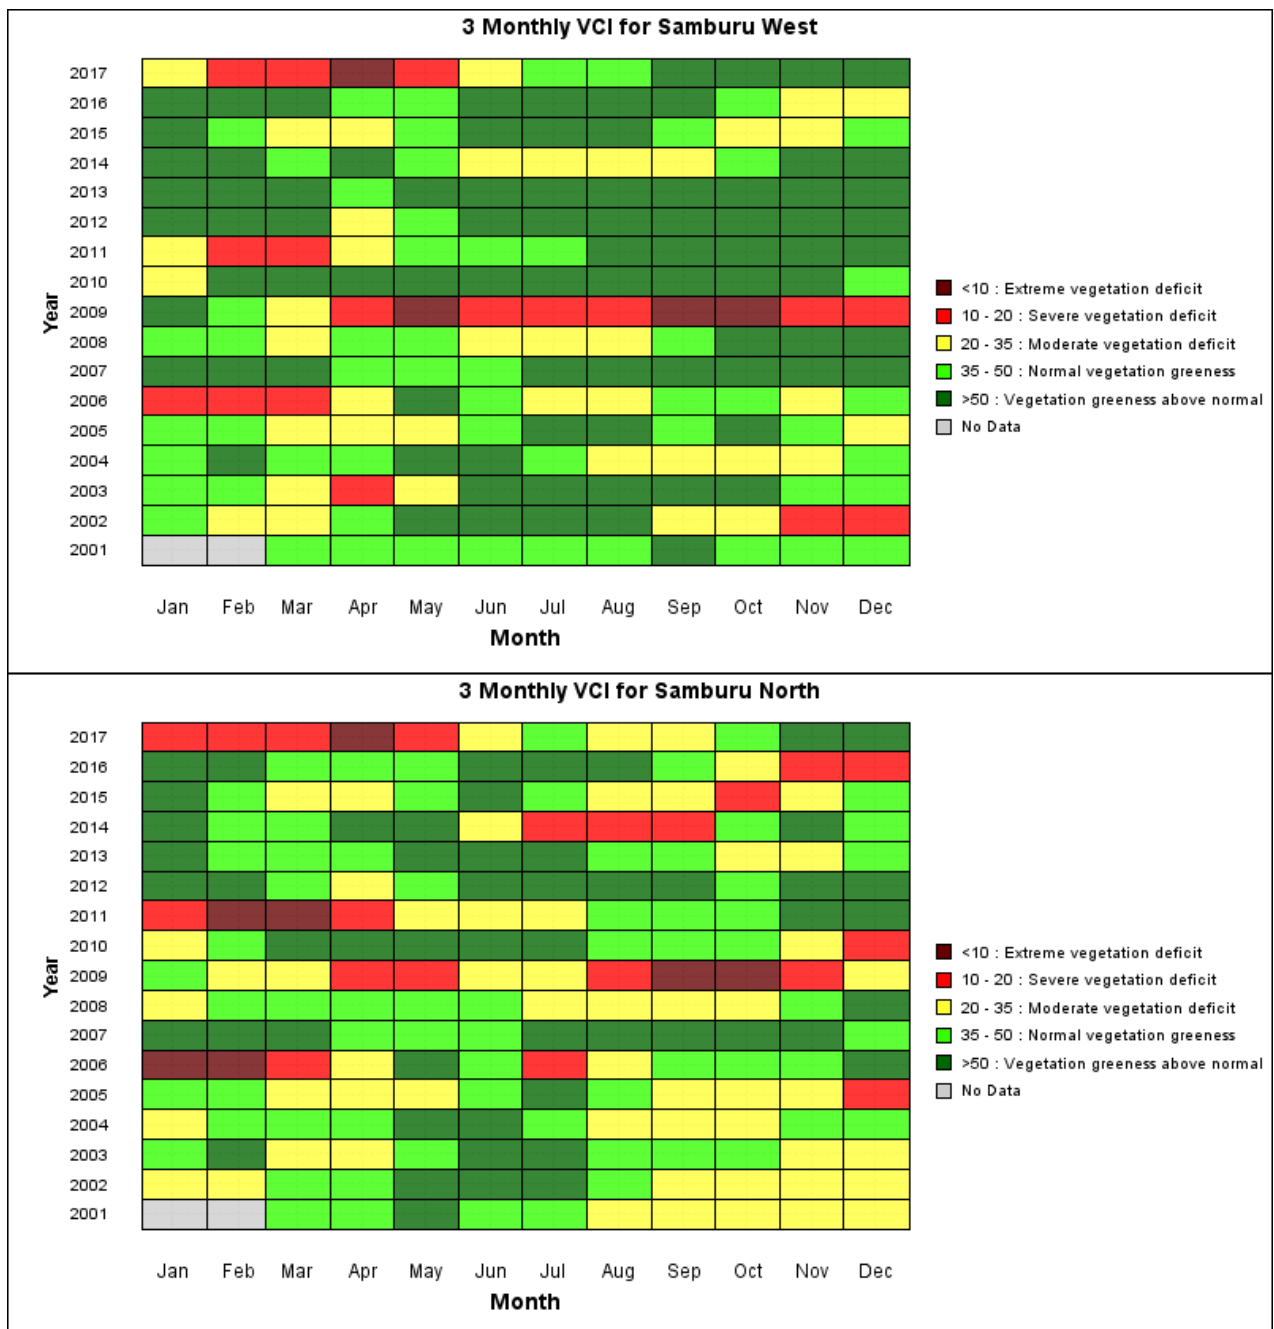 3 Monthly VCI for Samburu West
2017
2016
2015
2014
2013
2012
2011
2010
2009
2008
2007
2006
2005
2004
2003
2002
2001
Year
Jan Feb Mar Apr May Jun Jul Aug Sep Oct Nov Dec
Month
<10 : Extreme vegetation deficit
10 - 20 : Severe vegetation deficit
20 - 35 : Moderate vegetation deficit
35 - 50 : Normal vegetation greeness
>50 : Vegetation greeness above normal
No Data
3 Monthly VCI for Samburu North
2017
2016
2015
2014
2013
2012
2011
2010
2009
2008
2007
2006
2005
2004
2003
2002
2001
Year
Jan Feb Mar Apr May Jun Jul Aug Sep Oct Nov Dec
Month
<10 : Extreme vegetation deficit
10 - 20 : Severe vegetation deficit
20 - 35 : Moderate vegetation deficit
35 - 50 : Normal vegetation greeness
>50 : Vegetation greeness above normal
No Data